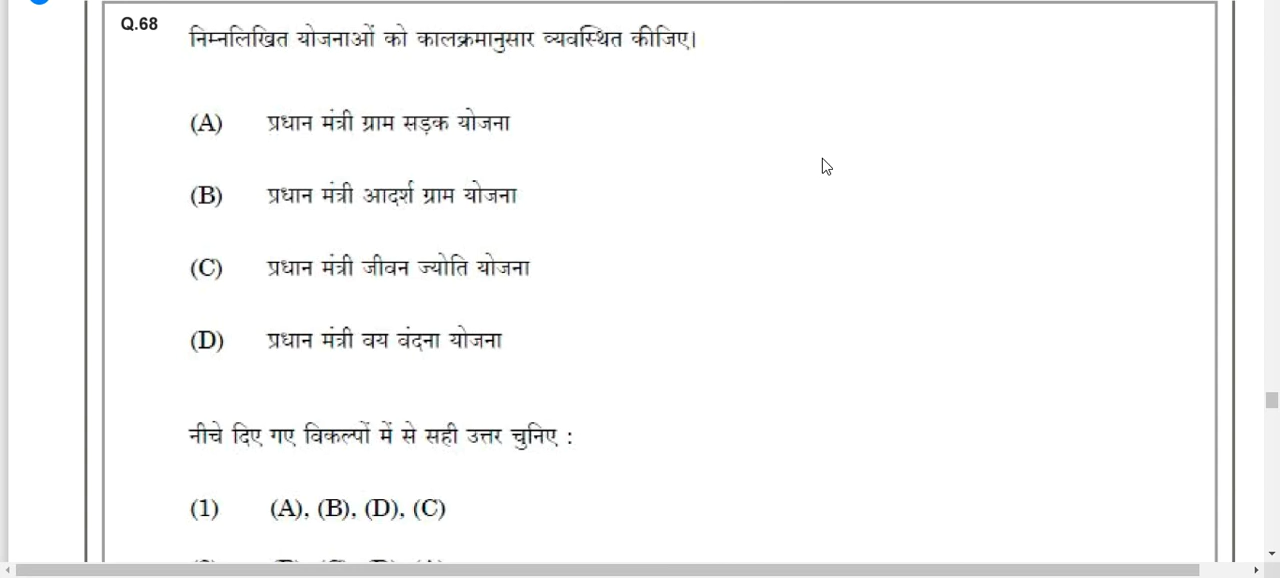 Q.68 निम्नलिखित योजनाओं को कालक्रमानुसार व्यवस्थित कीजिए।
(A) प्रधान मंत्री ग्राम सड़क योजना
(B) प्रधान मंत्री आदर्श ग्राम योजना
(C) प्रधान मंत्री जीवन ज्योति योजना
(D) प्रधान मंत्री वय वंदना योजना
नीचे दिए गए विकल्पों में से सही उत्तर चुनिए :
(1) (A), (B), (D), (C)